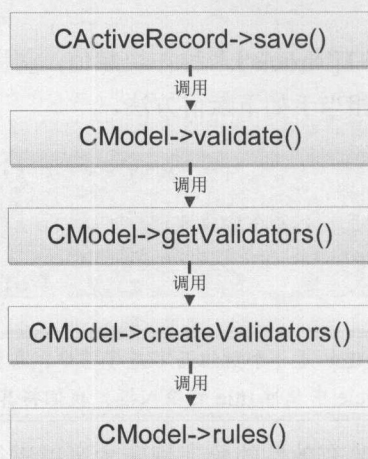 CActiveRecord->save()
调用
CModel->validate()
调用
CModel->getValidators()
调用
CModel->createValidators()
调用
CModel->rules()